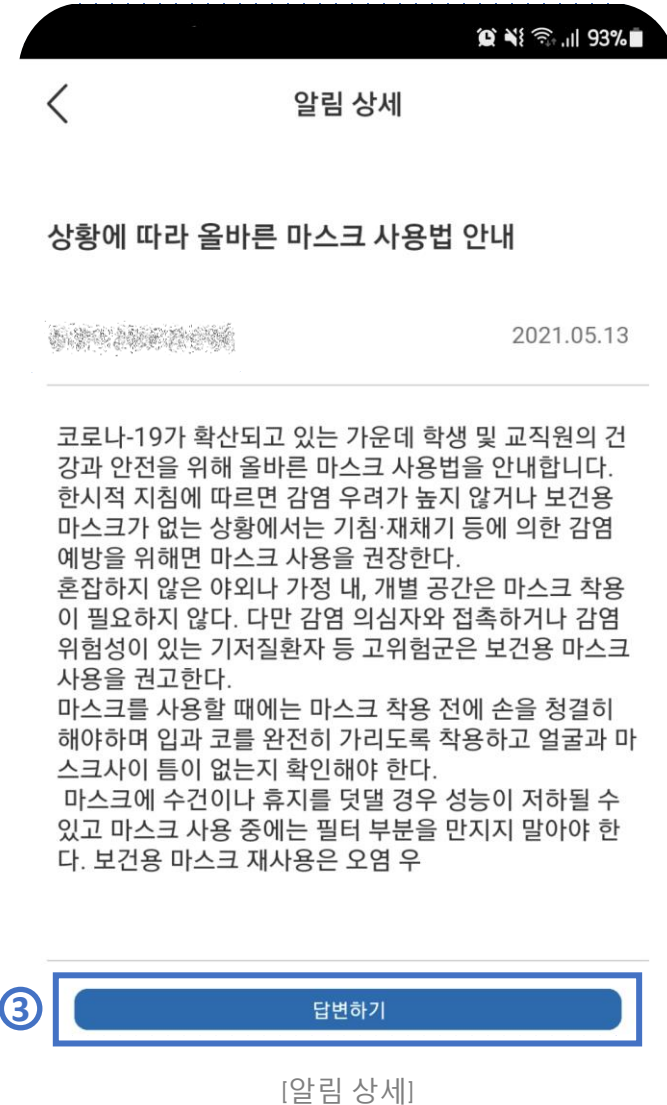 93%
알림 상세
상황에 따라 올바른 마스크 사용법 안내
2021.05.13
코로나-19가 확산되고 있는 가운데 학생 및 교직원의 건
강과 안전을 위해 올바른 마스크 사용법을 안내합니다.
한시적 지침에 따르면 감염 우려가 높지 않거나 보건용
마스크가 없는 상황에서는 기침·재채기 등에 의한 감염
예방을 위해면 마스크 사용을 권장한다.
혼잡하지 않은 야외나 가정 내, 개별 공간은 마스크 착용
이 필요하지 않다. 다만 감염 의심자와 접촉하거나 감염
위험성이 있는 기저질환자 등 고위험군은 보건용 마스크
사용을 권고한다.
마스크를 사용할 때에는 마스크 착용 전에 손을 청결히
해야하며 입과 코를 완전히 가리도록 착용하고 얼굴과 마
스크사이 틈이 없는지 확인해야 한다.
마스크에 수건이나 휴지를 덧댈 경우 성능이 저하될 수
있고 마스크 사용 중에는 필터 부분을 만지지 말아야 한
다. 보건용 마스크 재사용은 오염 우
③ 답변하기
[알림 상세]